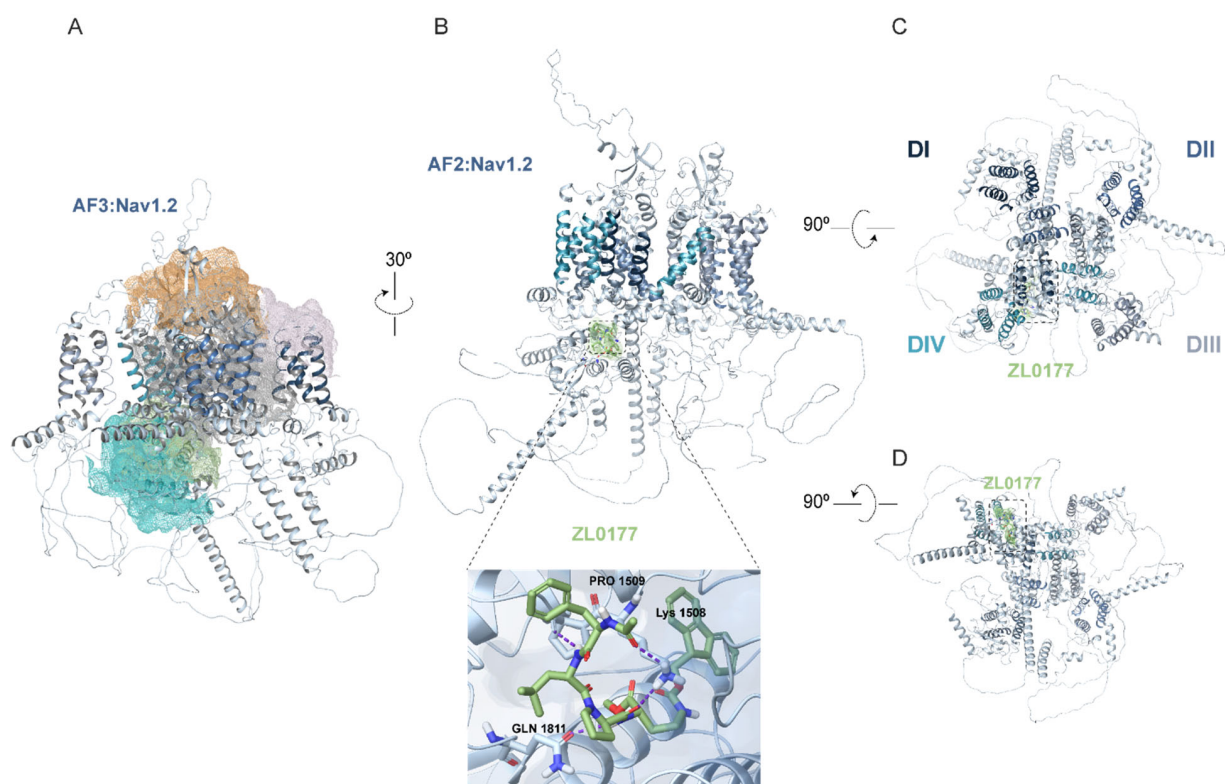 A
B
C
AF3:Nav1.2
30º
AF2:Nav1.2
90º
DI
DII
DIV
DIII
ZL0177
D
90º
ZL0177
ZL0177
PRO 1509
Lys 1508
GLN 1811